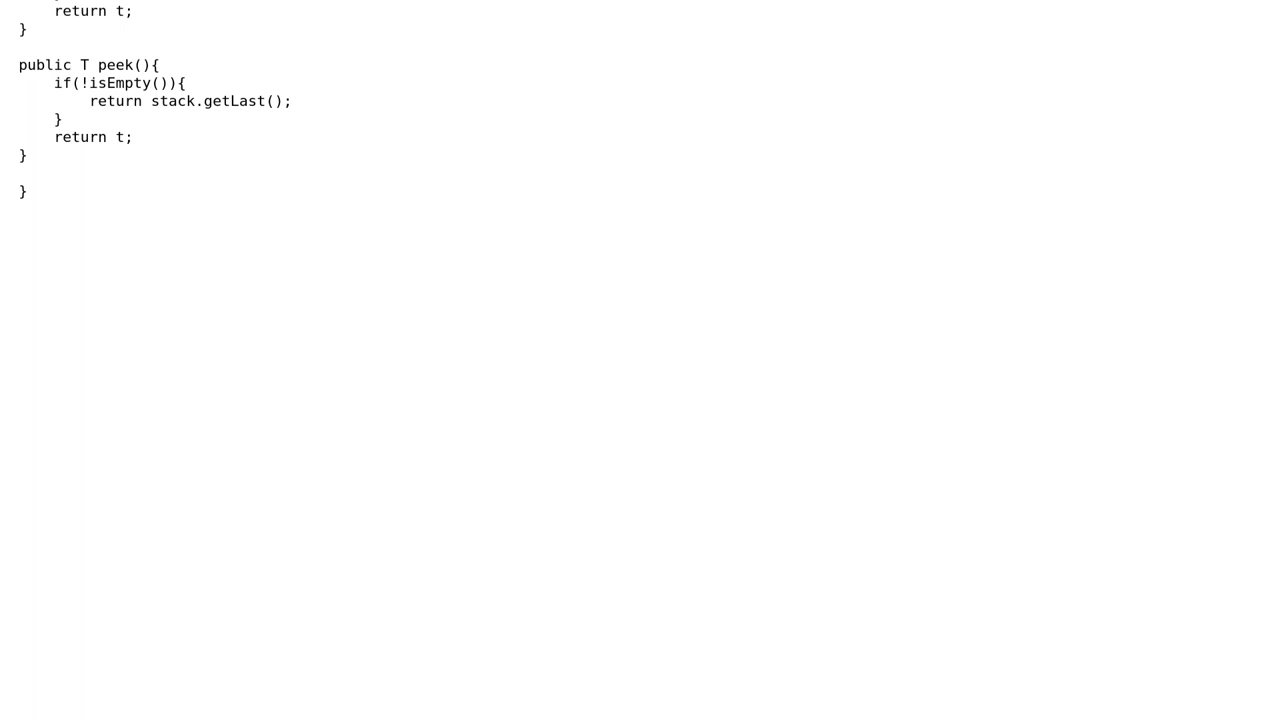 return t;
}
public T peek(){
if(!isEmpty()){
return stack.getLast();
}
return t;
}
}